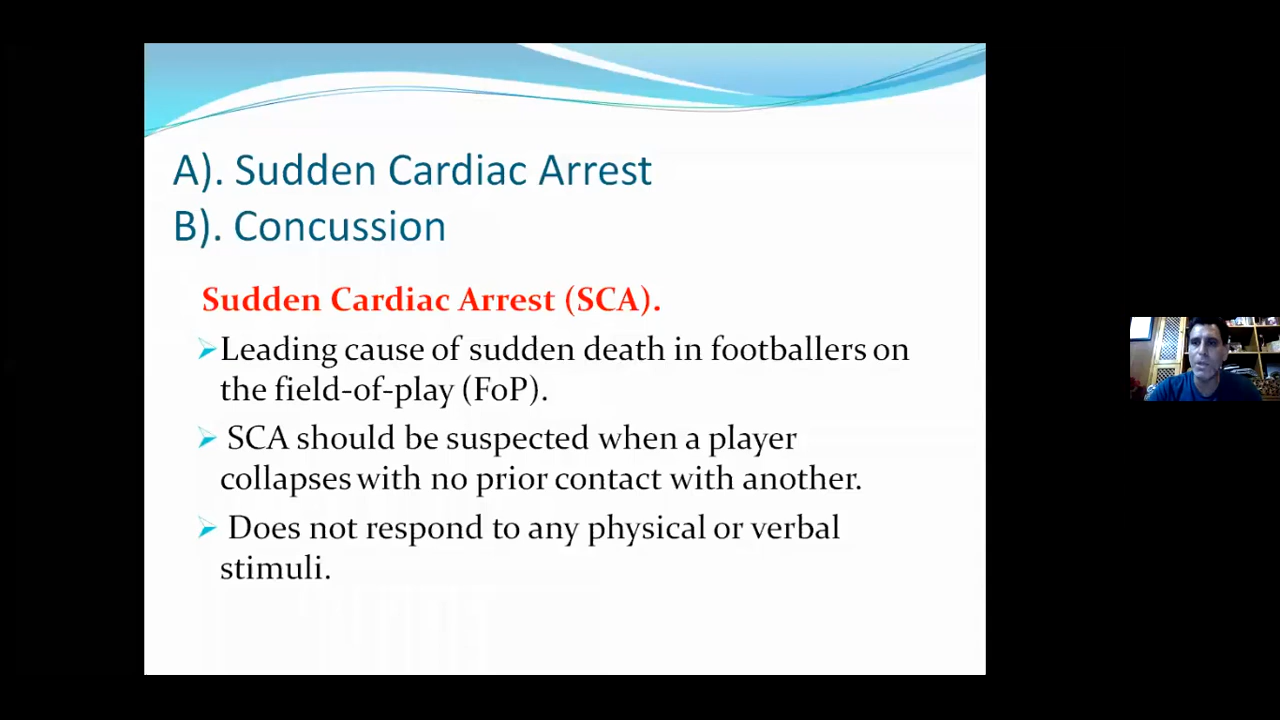 A). Sudden Cardiac Arrest
B). Concussion
Sudden Cardiac Arrest (SCA).
Leading cause of sudden death in footballers on
the field-of-play (FoP).
SCA should be suspected when a player
collapses with no prior contact with another.
Does not respond to any physical or verbal
stimuli.